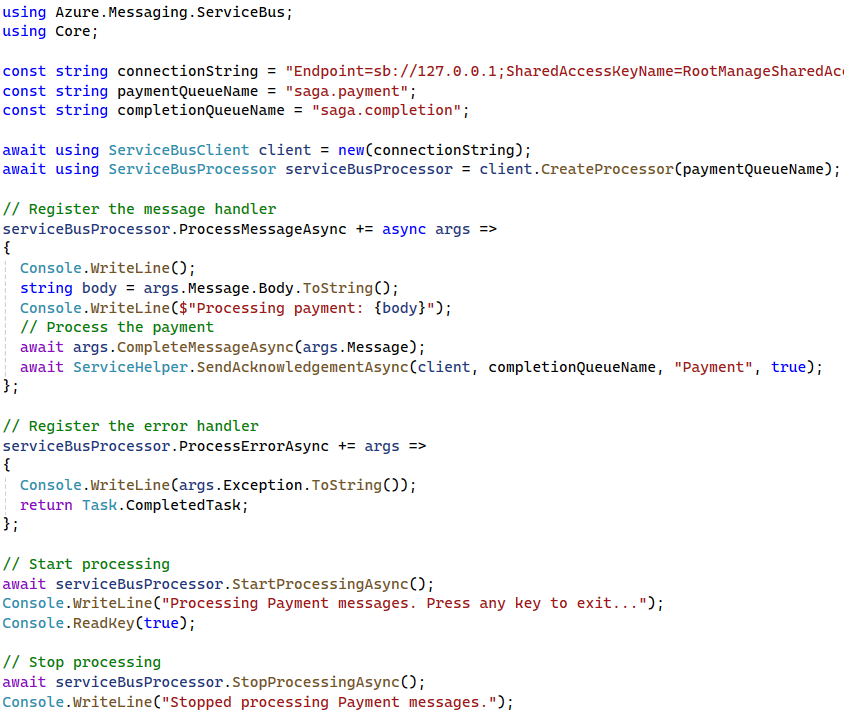 using Azure.Messaging.ServiceBus;
using Core;
const string connectionString = "Endpoint=sb://127.0.0.1;SharedAccessKeyName=RootManageSharedAcc
const string paymentQueueName = "saga.payment";
const string completionQueueName = "saga.completion";
await using ServiceBusClient client = new(connectionString);
await using ServiceBusProcessor serviceBusProcessor = client.CreateProcessor(paymentQueueName);
// Register the message handler
serviceBusProcessor.ProcessMessageAsync += async args =>
{
  Console.WriteLine();
  string body = args.Message.Body.ToString();
  Console.WriteLine($"Processing payment: {body}");
  // Process the payment
  await args.CompleteMessageAsync(args.Message);
  await ServiceHelper.SendAcknowledgementAsync(client, completionQueueName, "Payment", true);
};
// Register the error handler
serviceBusProcessor.ProcessErrorAsync += args =>
{
  Console.WriteLine(args.Exception.ToString());
  return Task.CompletedTask;
};
// Start processing
await serviceBusProcessor.StartProcessingAsync();
Console.WriteLine("Processing Payment messages. Press any key to exit...");
Console.ReadKey(true);
// Stop processing
await serviceBusProcessor.StopProcessingAsync();
Console.WriteLine("Stopped processing Payment messages.");